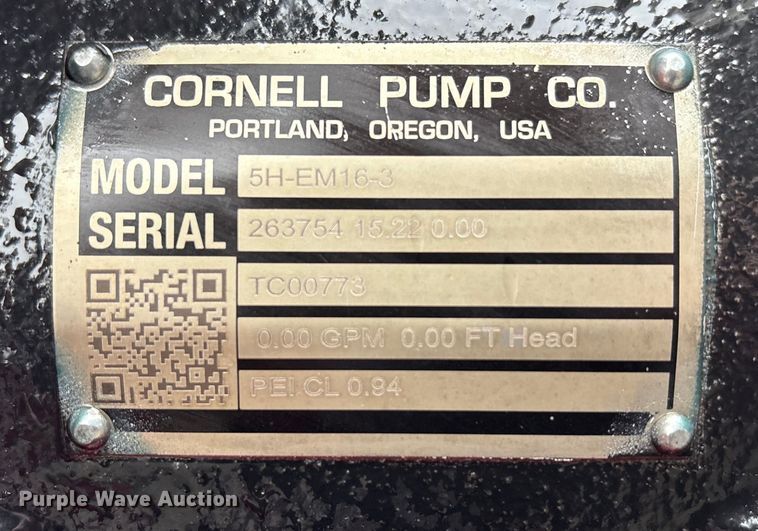 CORNELL PUMP CO.
PORTLAND, OREGON, USA
MODEL 5H-EM16-3
SERIAL 263754 15.22 0.00
TC00773
0.00 GPM 0.00 FT Head
PEI CL 0.94
Purple Wave Auction